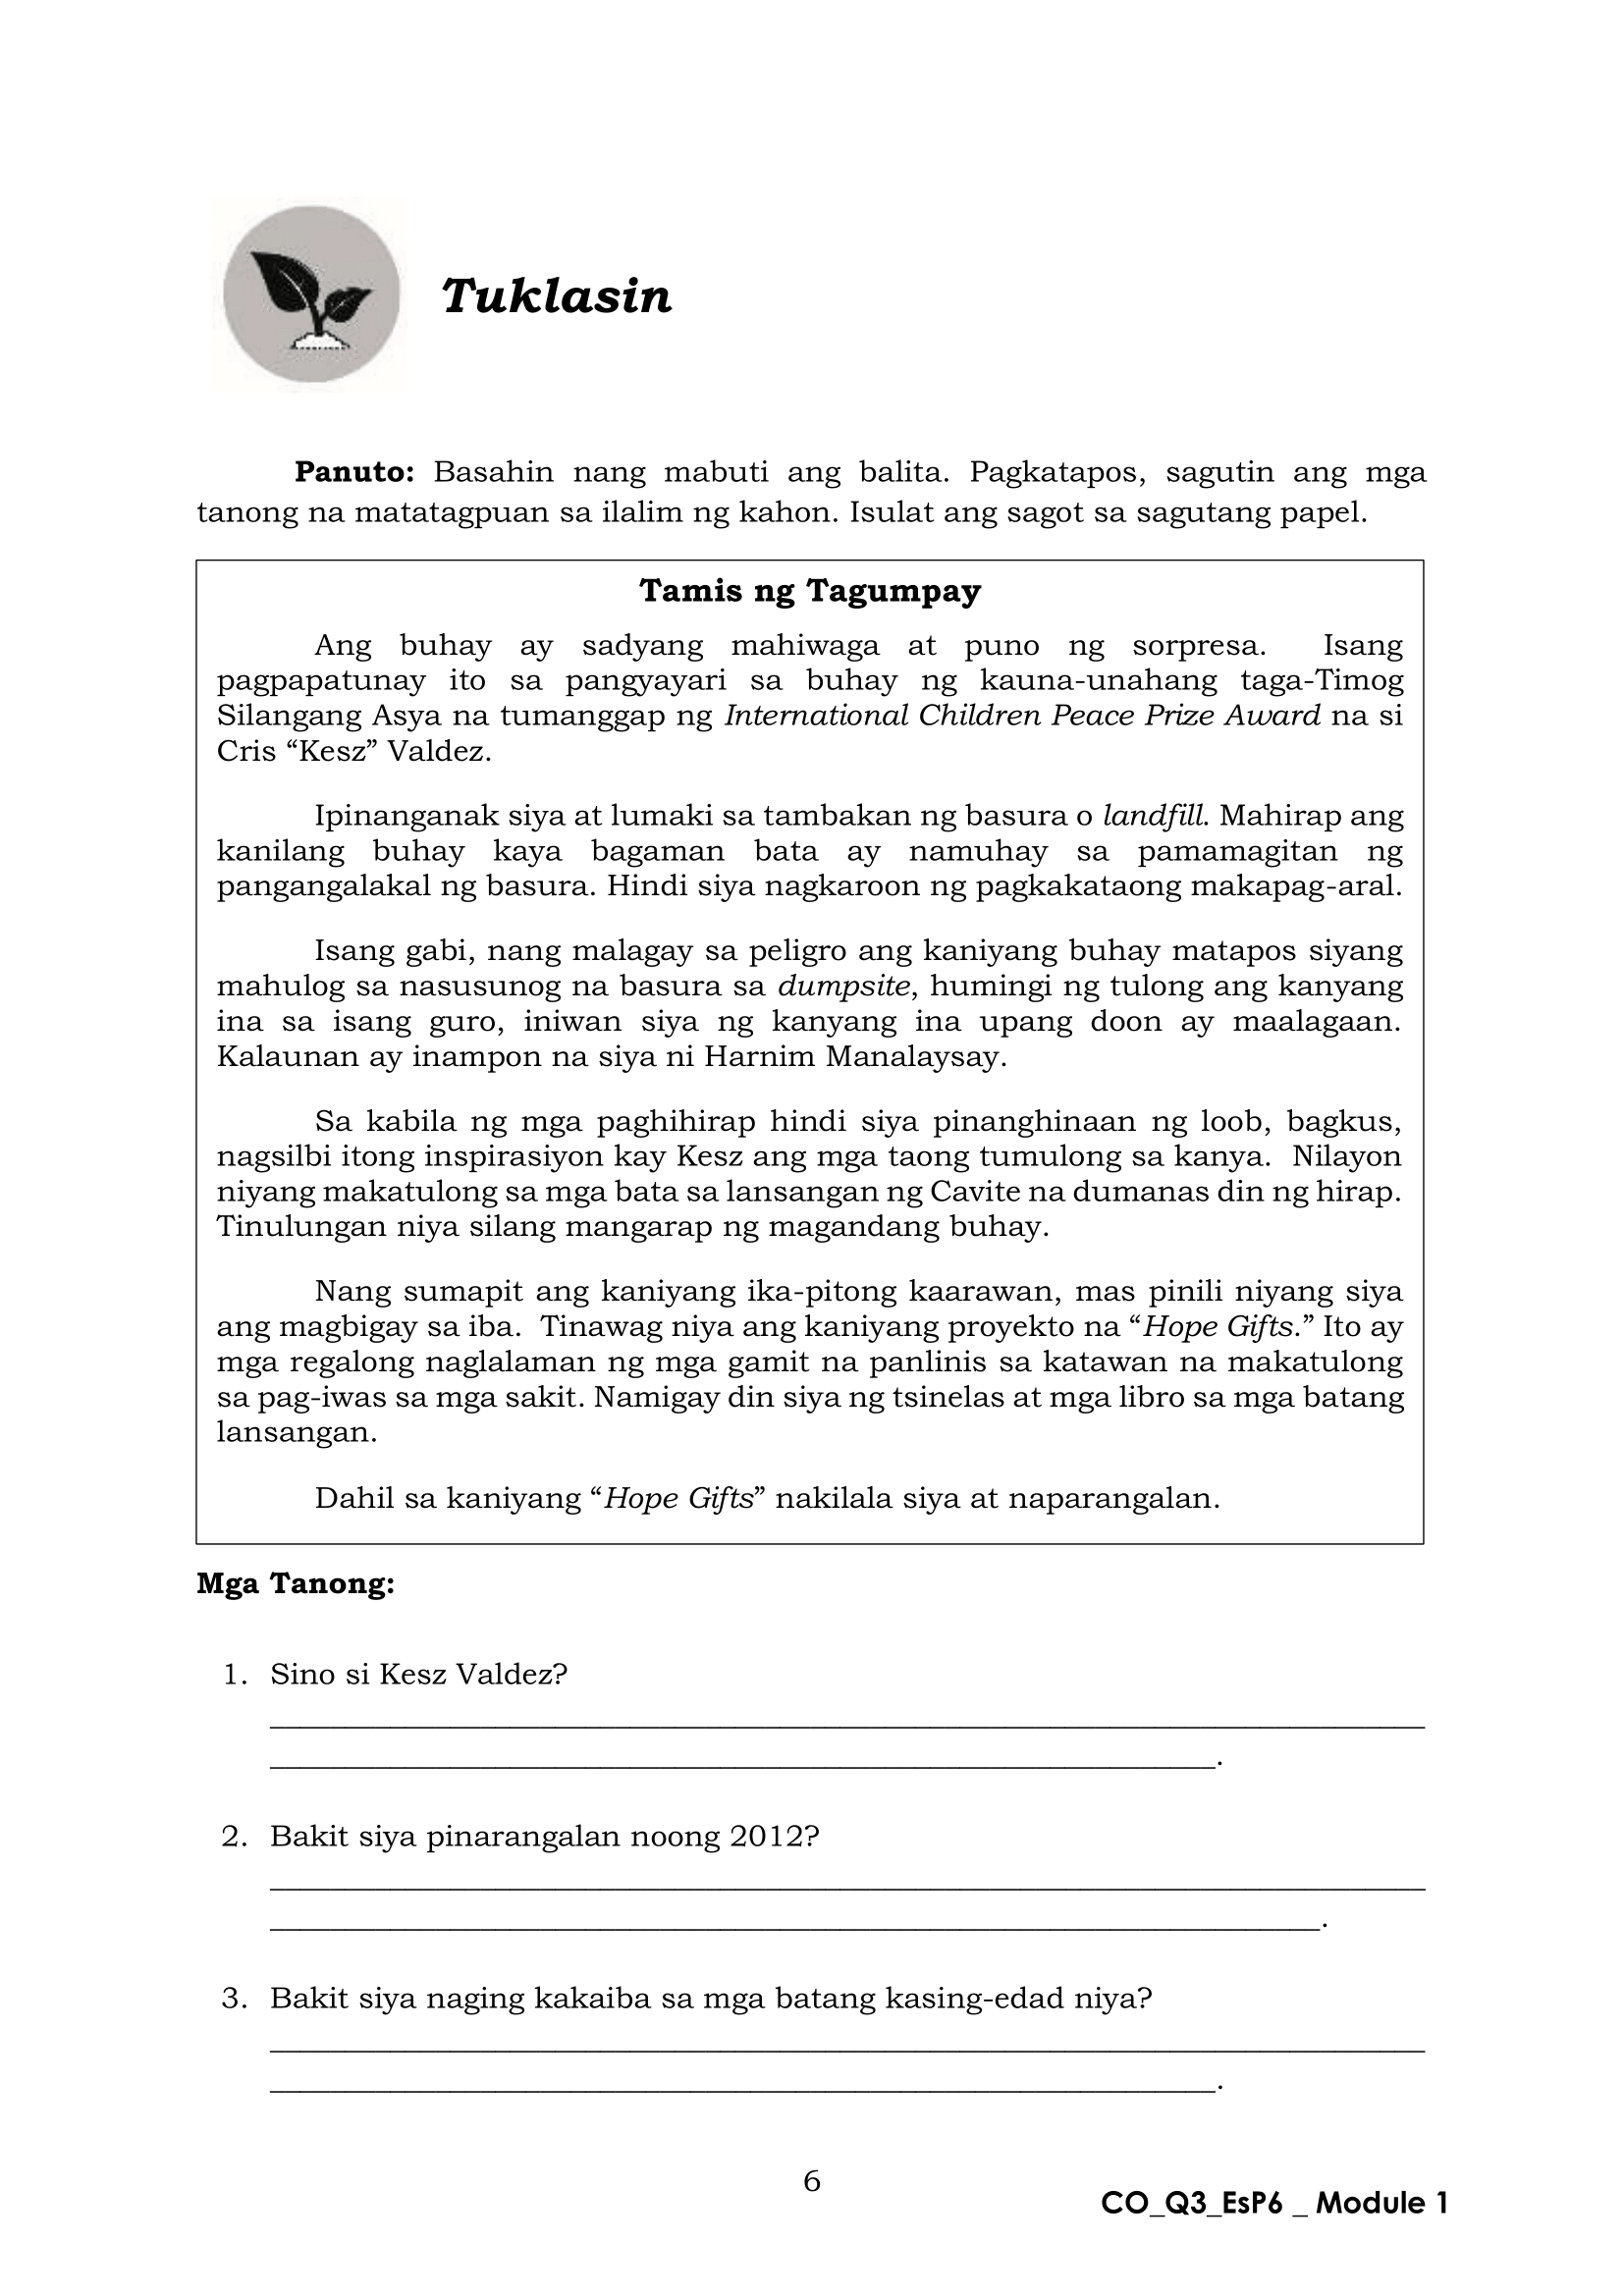 Tuklasin
Panuto: Basahin nang mabuti ang balita. Pagkatapos, sagutin ang mga
tanong na matatagpuan sa ilalim ng kahon. Isulat ang sagot sa sagutang papel.
Tamis ng Tagumpay
Ang buhay ay sadyang mahiwaga at puno ng sorpresa. Isang
pagpapatunay ito sa pangyayari sa buhay ng kauna-unahang taga-Timog
Silangang Asya na tumanggap ng International Children Peace Prize Award na si
Cris “Kesz” Valdez.
Ipinanganak siya at lumaki sa tambakan ng basura o landfill. Mahirap ang
kanilang buhay kaya bagaman bata ay namuhay sa pamamagitan ng
pangangalakal ng basura. Hindi siya nagkaroon ng pagkakataong makapag-aral.
Isang gabi, nang malagay sa peligro ang kaniyang buhay matapos siyang
mahulog sa nasusunog na basura sa dumpsite, humingi ng tulong ang kanyang
ina sa isang guro, iniwan siya ng kanyang ina upang doon ay maalagaan.
Kalaunan ay inampon na siya ni Harnim Manalaysay.
Sa kabila ng mga paghihirap hindi siya pinanghinaan ng loob, bagkus,
nagsilbi itong inspirasiyon kay Kesz ang mga taong tumulong sa kanya. Nilayon
niyang makatulong sa mga bata sa lansangan ng Cavite na dumanas din ng hirap.
Tinulungan niya silang mangarap ng magandang buhay.
Nang sumapit ang kaniyang ika-pitong kaarawan, mas pinili niyang siya
ang magbigay sa iba. Tinawag niya ang kaniyang proyekto na “Hope Gifts.” Ito ay
mga regalong naglalaman ng mga gamit na panlinis sa katawan na makatulong
sa pag-iwas sa mga sakit. Namigay din siya ng tsinelas at mga libro sa mga batang
lansangan.
Dahil sa kaniyang “Hope Gifts” nakilala siya at naparangalan.
Mga Tanong:
1. Sino si Kesz Valdez?
2. Bakit siya pinarangalan noong 2012?
3. Bakit siya naging kakaiba sa mga batang kasing-edad niya?
6
CO_Q3_EsP6 _ Module 1